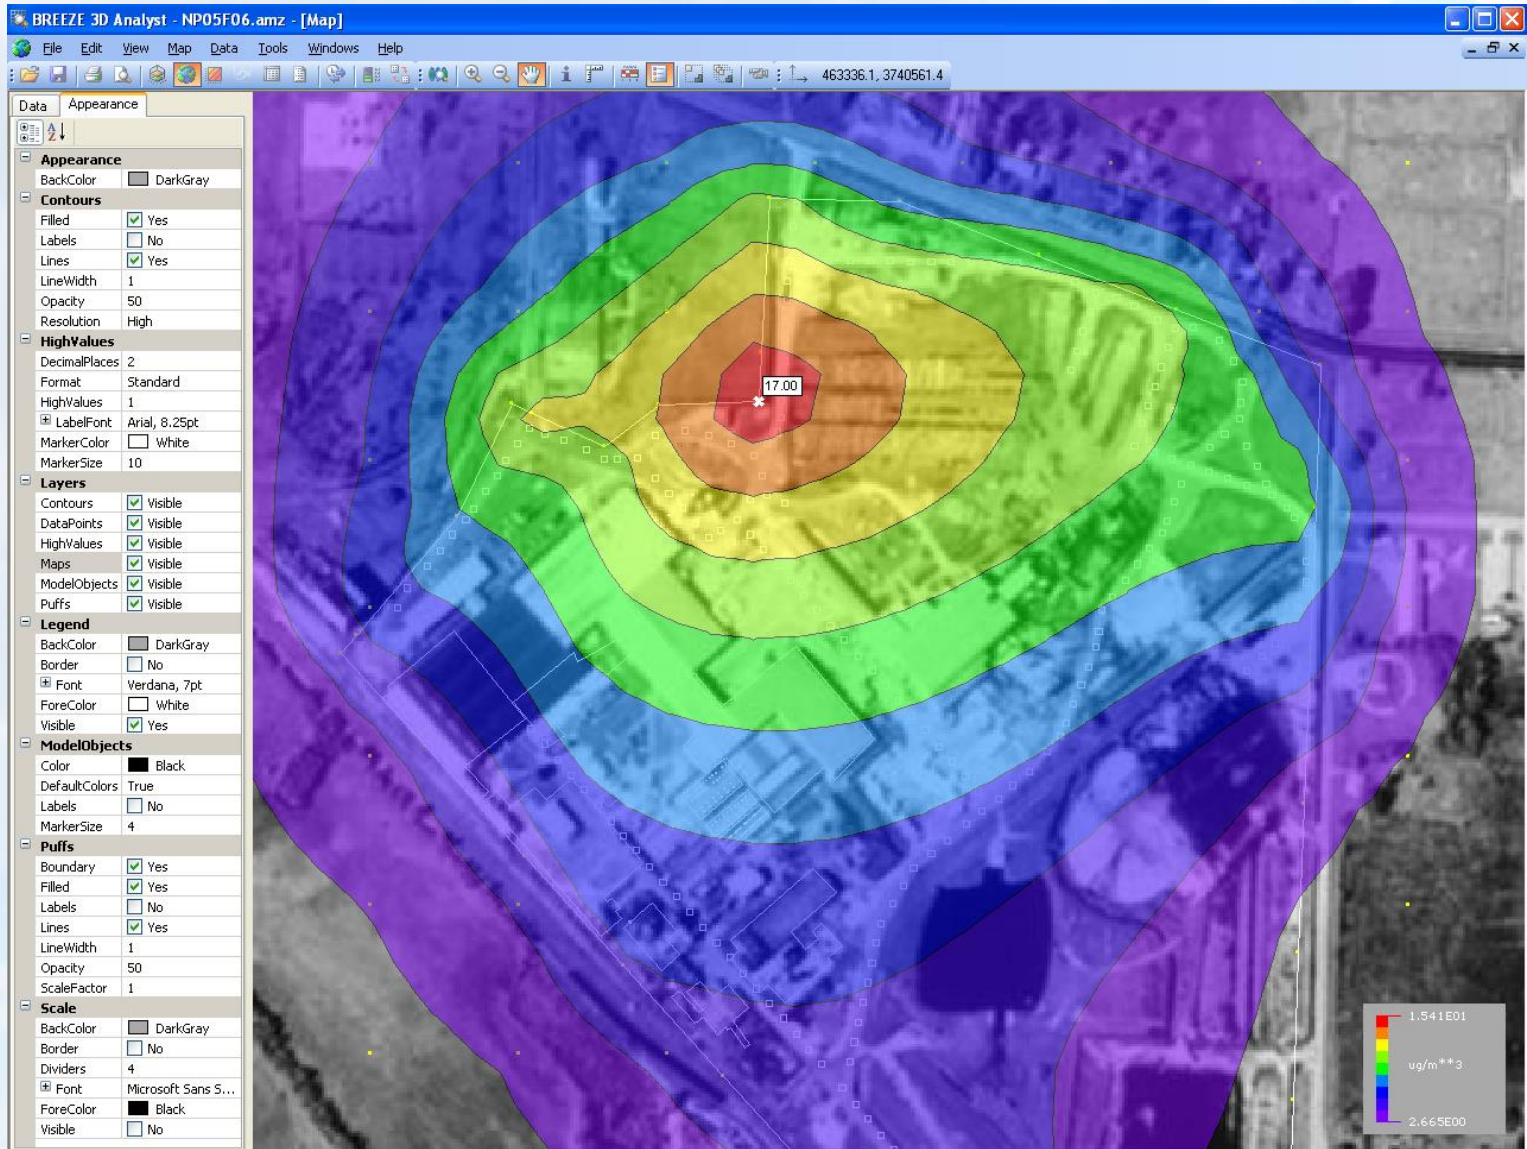 BREEZE 3D Analyst - NP05F06.amz - [Map]
File Edit View Map Data Tools Windows Help
463336.1, 3740561.4
Data Appearance
Appearance
BackColor DarkGray
Contours
Filled Yes
Labels No
Lines Yes
LineWidth 1
Opacity 50
Resolution High
HighValues
DecimalPlaces 2
Format Standard
HighValues 1
LabelFont Arial, 8.25pt
MarkerColor White
MarkerSize 10
Layers
Contours Visible
DataPoints Visible
HighValues Visible
Maps Visible
ModelObjects Visible
Puffs Visible
Legend
BackColor DarkGray
Border No
Font Verdana, 7pt
ForeColor White
Visible Yes
ModelObjects
Color Black
DefaultColors True
Labels No
MarkerSize 4
Puffs
Boundary Yes
Filled Yes
Labels No
Lines Yes
LineWidth 1
Opacity 50
ScaleFactor 1
Scale
BackColor DarkGray
Border No
Dividers 4
Font Microsoft Sans S...
ForeColor Black
Visible No
17.00
1.541E01
ug/m**3
2.665E00